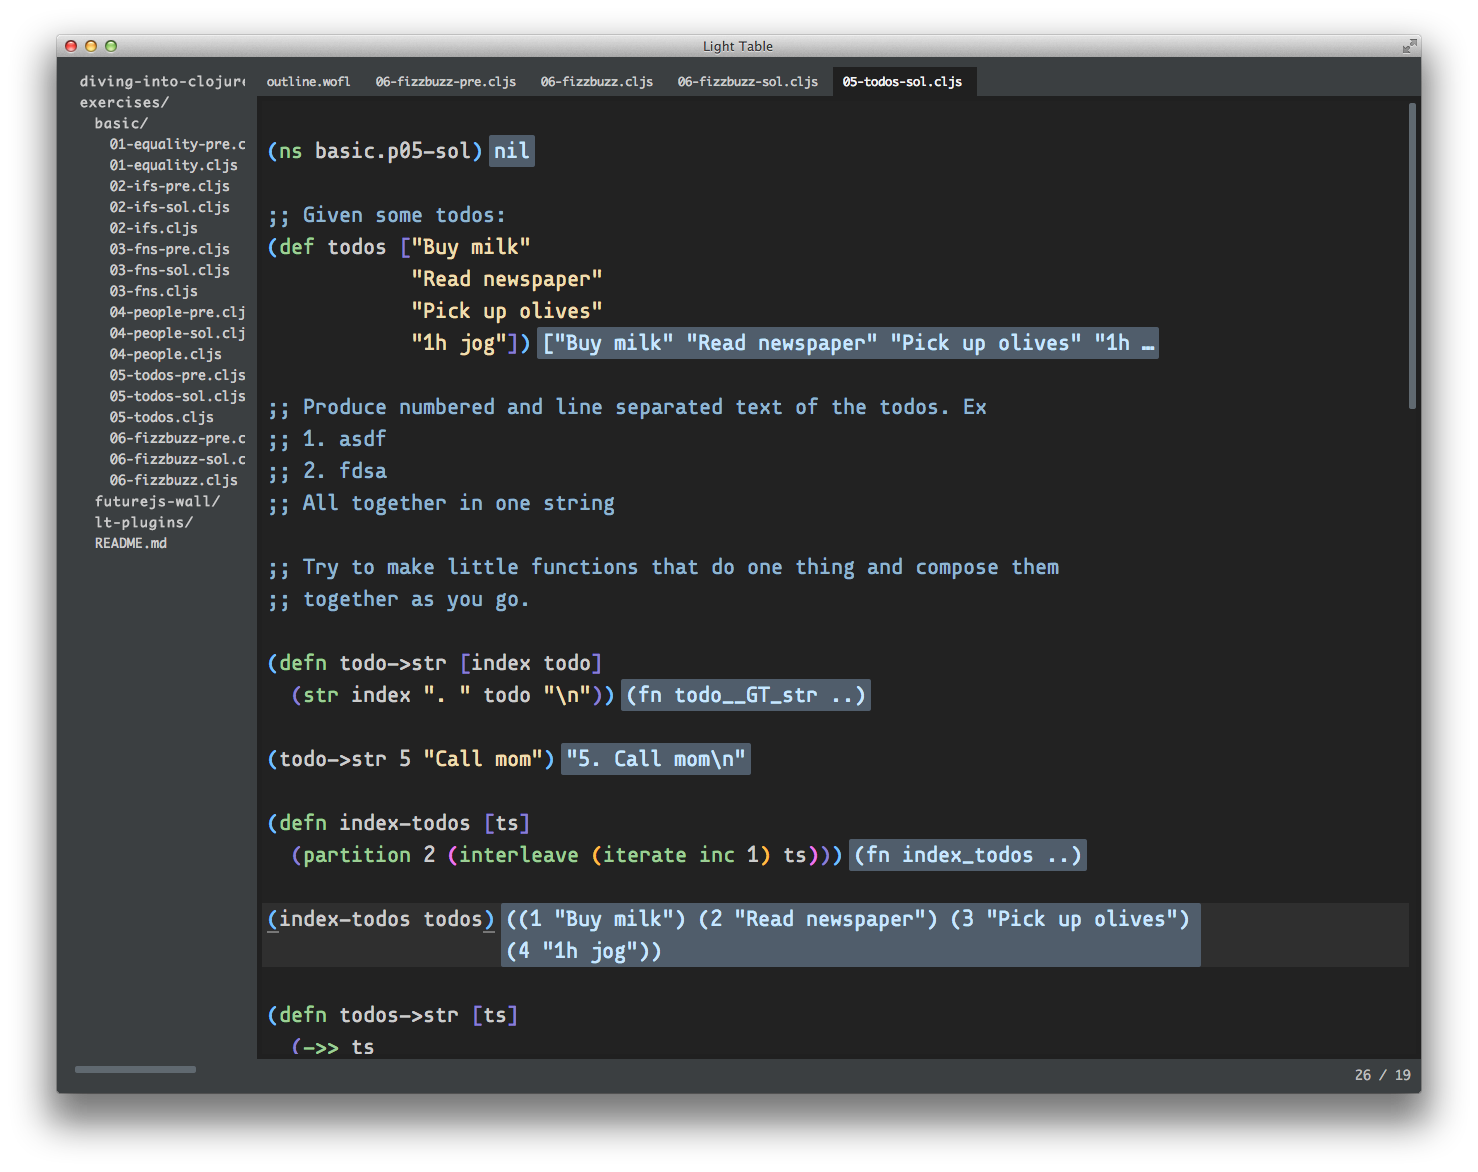 Light Table
diving-into-clojure
exercises/
basic/
01-equality-pre.c
01-equality.cljs
02-ifs-pre.cljs
02-ifs-sol.cljs
02-ifs.cljs
03-fns-pre.cljs
03-fns-sol.cljs
03-fns.cljs
04-people-pre.clj
04-people-sol.clj
04-people.cljs
05-todos-pre.cljs
05-todos-sol.cljs
05-todos.cljs
06-fizzbuzz-pre.c
06-fizzbuzz-sol.c
06-fizzbuzz.cljs
futurejs-wall/
lt-plugins/
README.md
outline.wofl 06-fizzbuzz-pre.cljs 06-fizzbuzz.cljs 06-fizzbuzz-sol.cljs 05-todos-sol.cljs
(ns basic.p05-sol) nil
;; Given some todos:
(def todos ["Buy milk"
"Read newspaper"
"Pick up olives"
"1h jog"]) ["Buy milk" "Read newspaper" "Pick up olives" "1h …
;; Produce numbered and line separated text of the todos. Ex
;; 1. asdf
;; 2. fdsa
;; All together in one string
;; Try to make little functions that do one thing and compose them
;; together as you go.
(defn todo->str [index todo]
(str index ". " todo "\n")) (fn todo__GT_str ..)
(todo->str 5 "Call mom") "5. Call mom\n"
(defn index-todos [ts]
(partition 2 (interleave (iterate inc 1) ts))) (fn index_todos ..)
(index-todos todos) ((1 "Buy milk") (2 "Read newspaper") (3 "Pick up olives")
(4 "1h jog"))
(defn todos->str [ts]
(->> ts
26 / 19